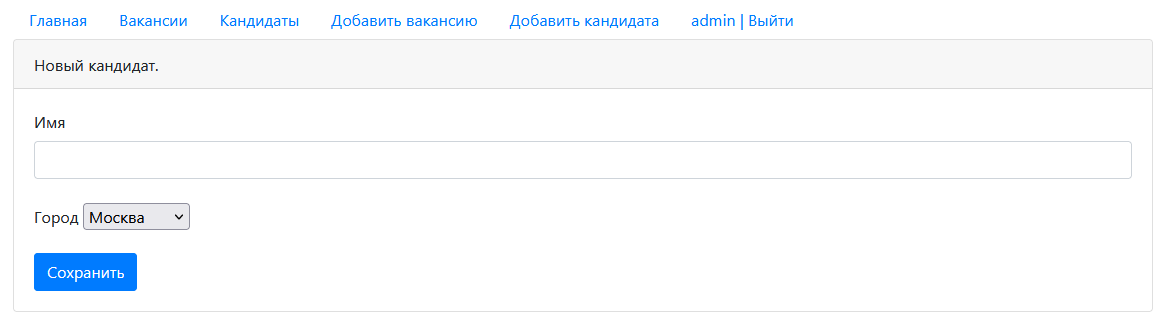 Главная Вакансии Кандидаты Добавить вакансию Добавить кандидата admin | Выйти
Новый кандидат.
Имя
Город Москва
Сохранить